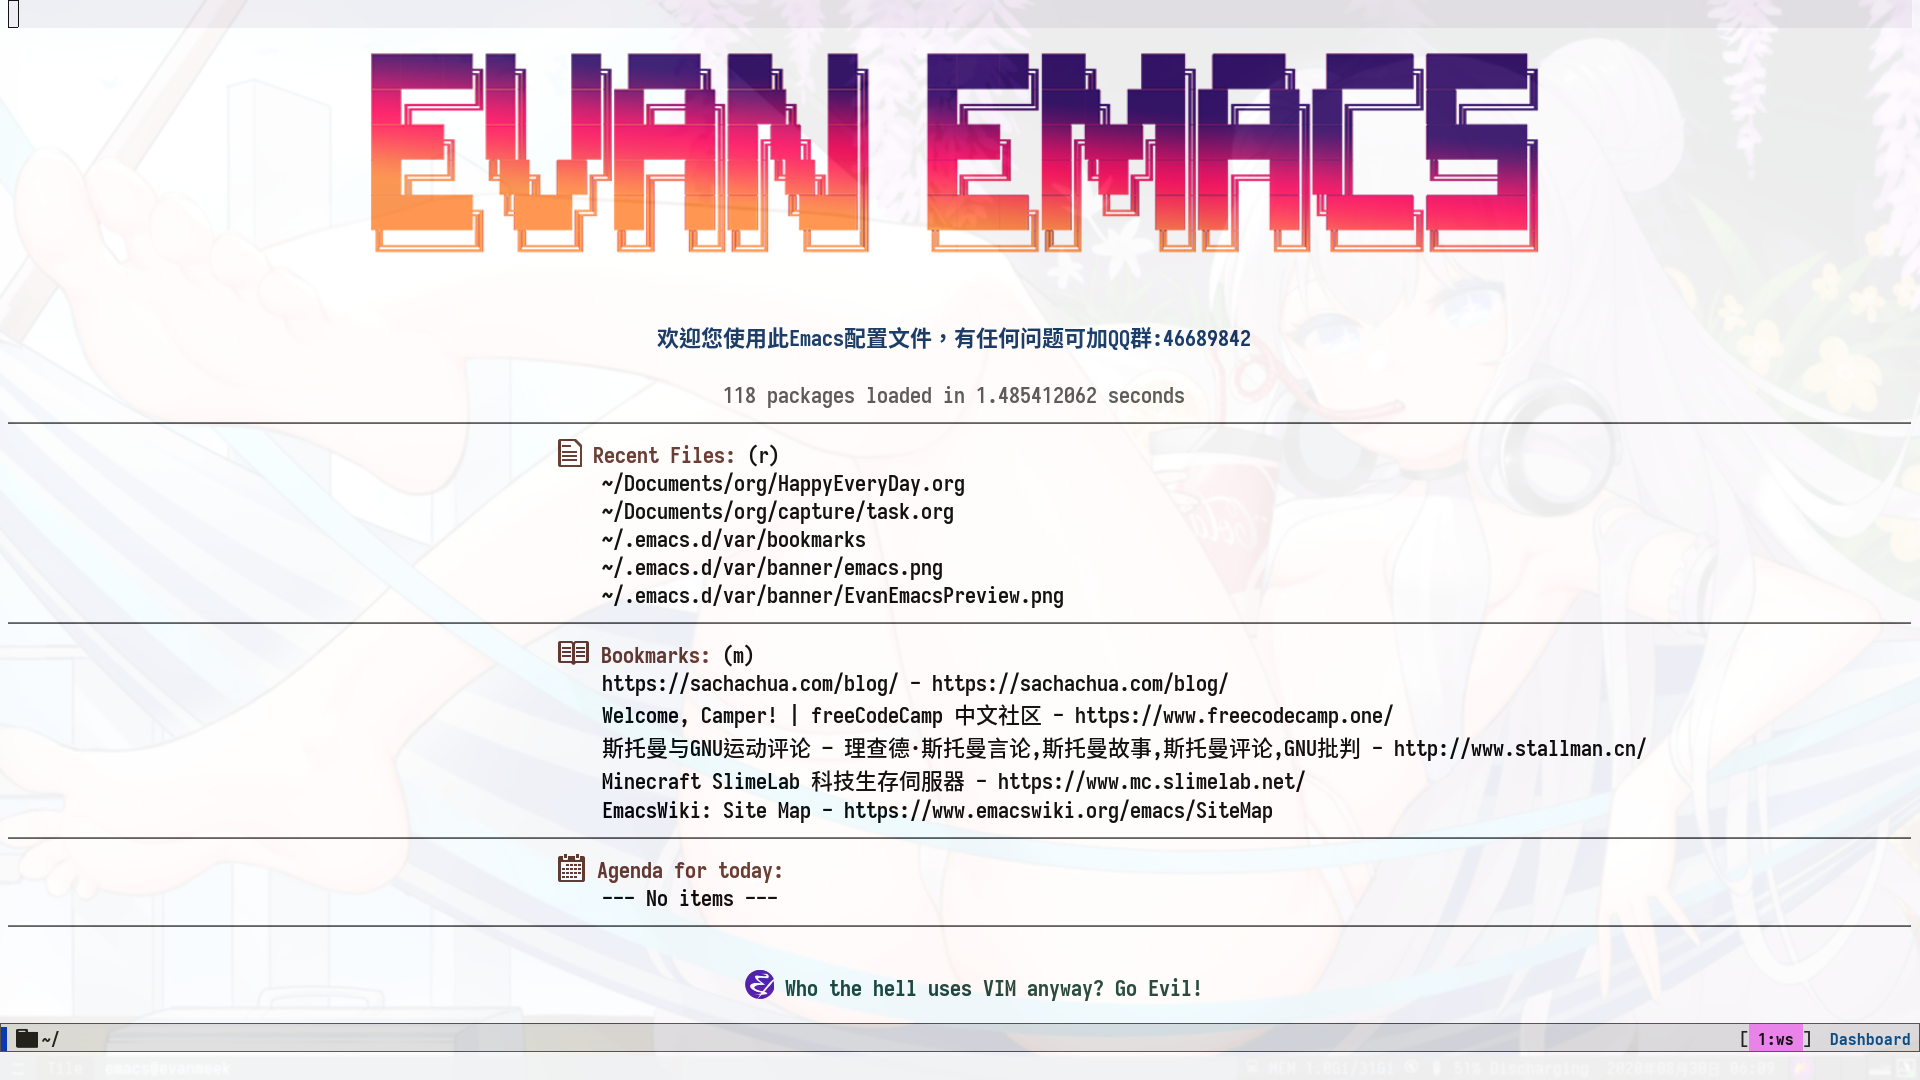 EVAN EMACS
欢迎您使用此Emacs配置文件，有任何问题可加QQ群:46689842
118 packages loaded in 1.485412062 seconds
Recent Files: (r)
~/Documents/org/HappyEveryDay.org
~/Documents/org/capture/task.org
~/.emacs.d/var/bookmarks
~/.emacs.d/var/banner/emacs.png
~/.emacs.d/var/banner/EvanEmacsPreview.png
Bookmarks: (m)
https://sachachua.com/blog/ - https://sachachua.com/blog/
Welcome, Camper! | freeCodeCamp 中文社区 - https://www.freecodecamp.one/
斯托曼与GNU运动评论 - 理查德·斯托曼言论,斯托曼故事,斯托曼评论,GNU批判 - http://www.stallman.cn/
Minecraft SlimeLab 科技生存伺服器 - https://www.mc.slimelab.net/
EmacsWiki: Site Map - https://www.emacswiki.org/emacs/SiteMap
Agenda for today:
--- No items ---
Who the hell uses VIM anyway? Go Evil!
~/ [ 1:ws ] Dashboard